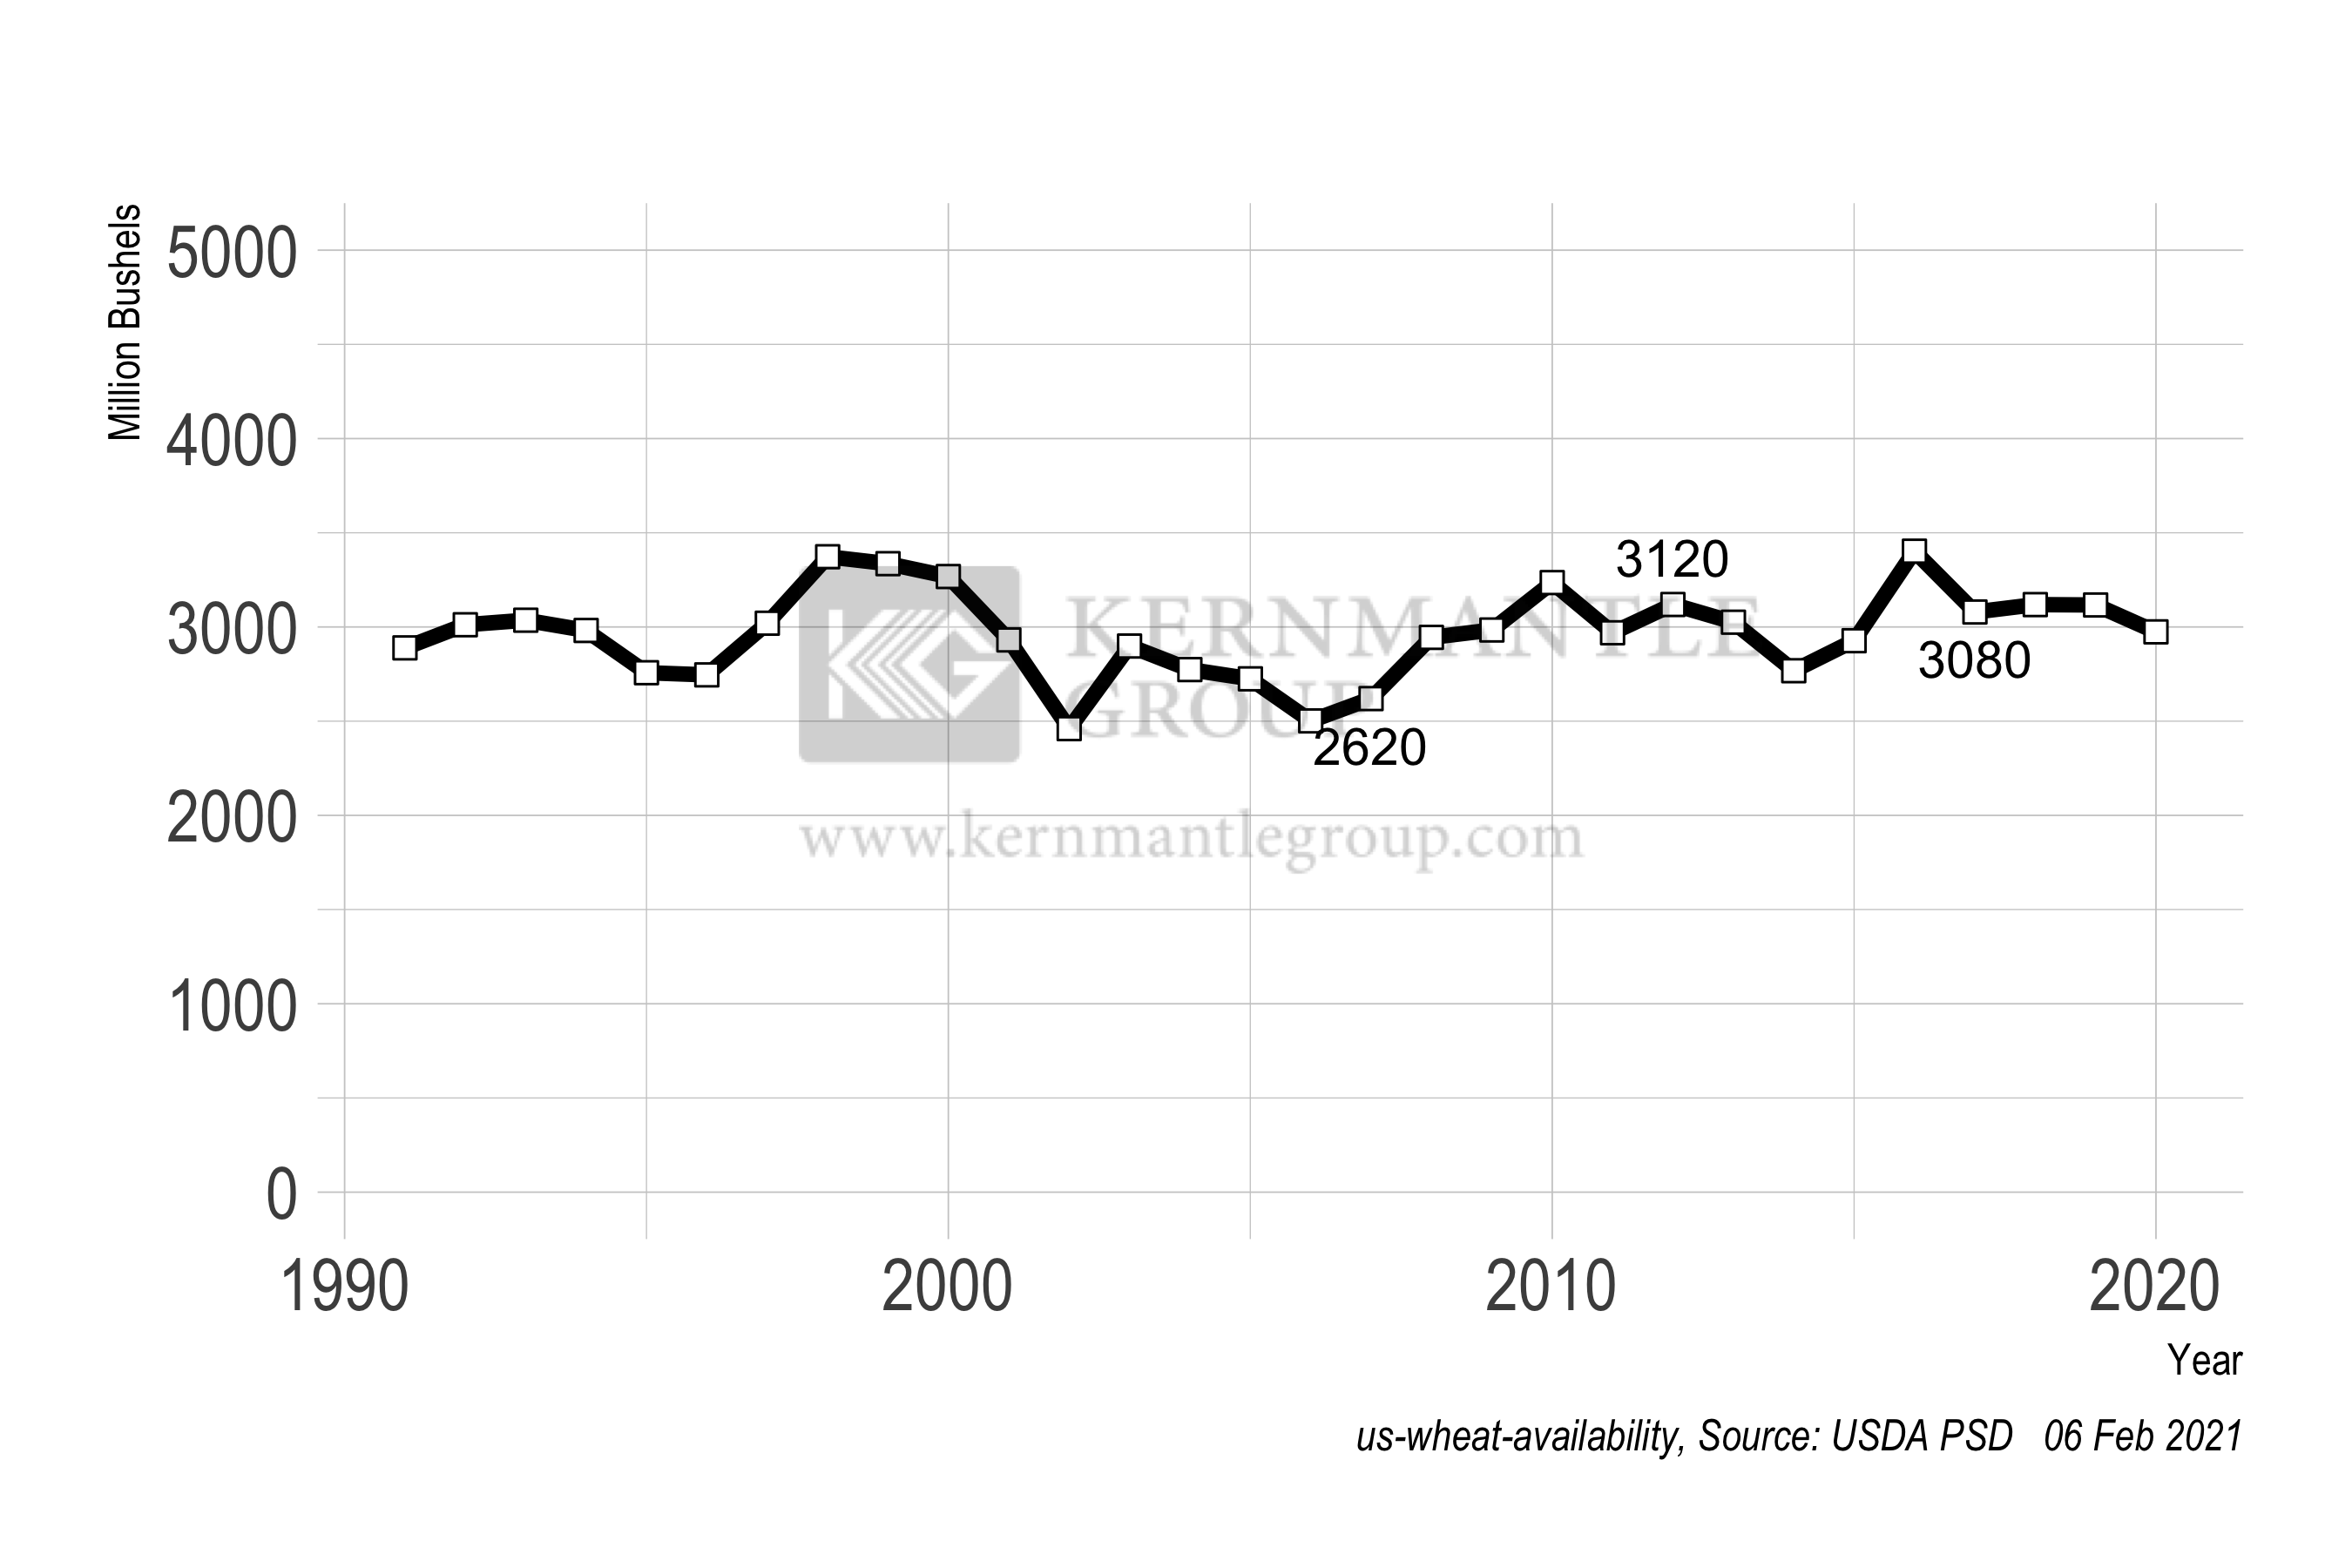 Million Bushels
5000
4000
3000
2000
1000
0
3120
3080
2620
KG KERNMANTLE
GROUP
www.kernmantlegroup.com
1990 2000 2010 2020
Year
us-wheat-availability, Source: USDA PSD 06 Feb 2021